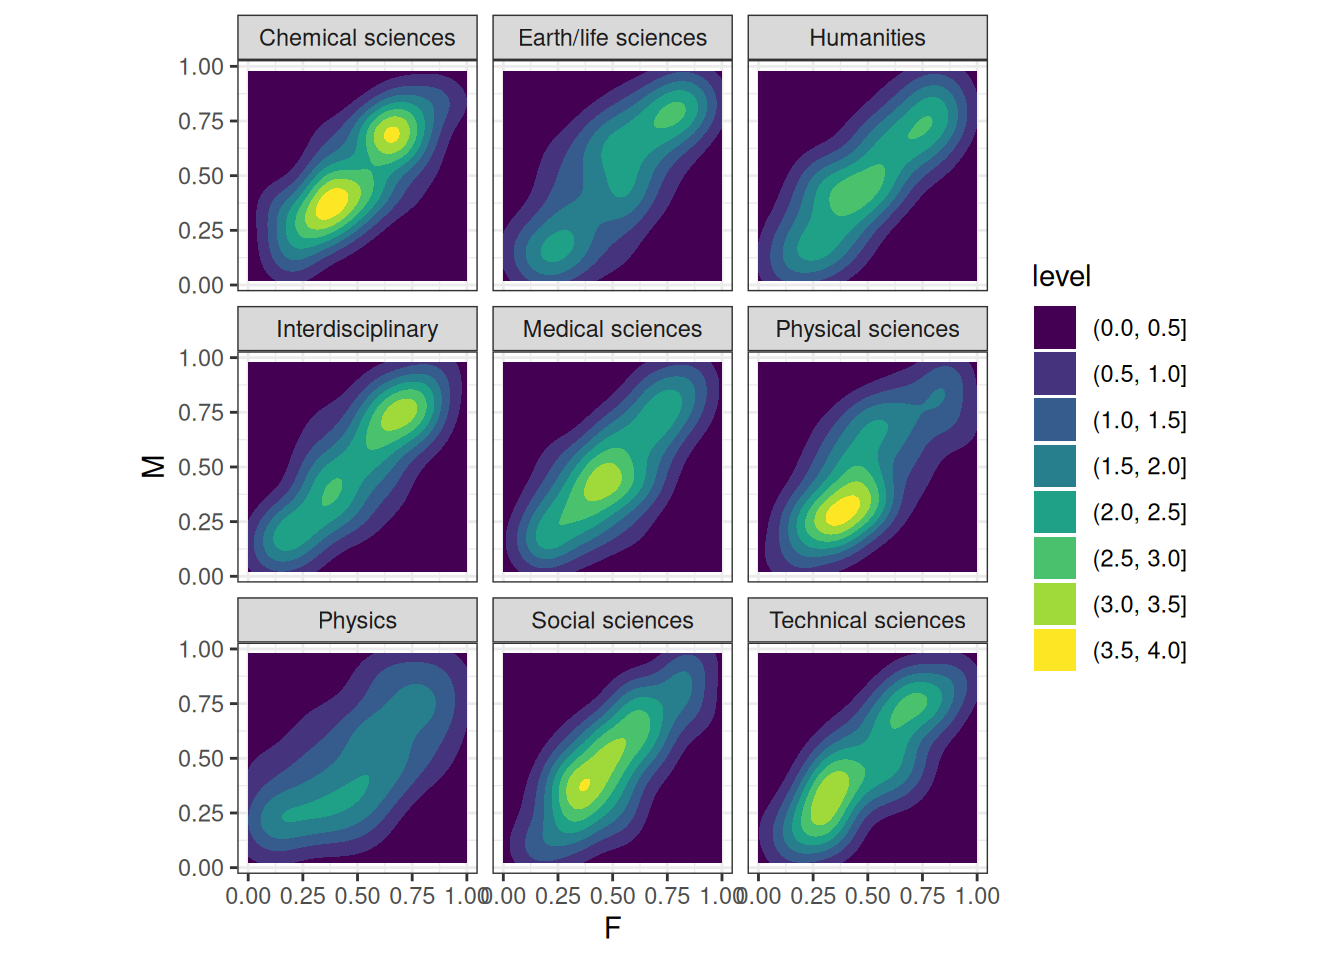 Chemical sciences
Earth/life sciences
Humanities
1.00
0.75
0.50
0.25
0.00
Interdisciplinary
Medical sciences
Physical sciences
1.00
0.75
0.50
0.25
0.00
Physics
Social sciences
Technical sciences
1.00
0.75
0.50
0.25
0.00
0.00 0.25 0.50 0.75 1.00
0.00 0.25 0.50 0.75 1.00
0.00 0.25 0.50 0.75 1.00
F
M
level
(0.0, 0.5]
(0.5, 1.0]
(1.0, 1.5]
(1.5, 2.0]
(2.0, 2.5]
(2.5, 3.0]
(3.0, 3.5]
(3.5, 4.0]